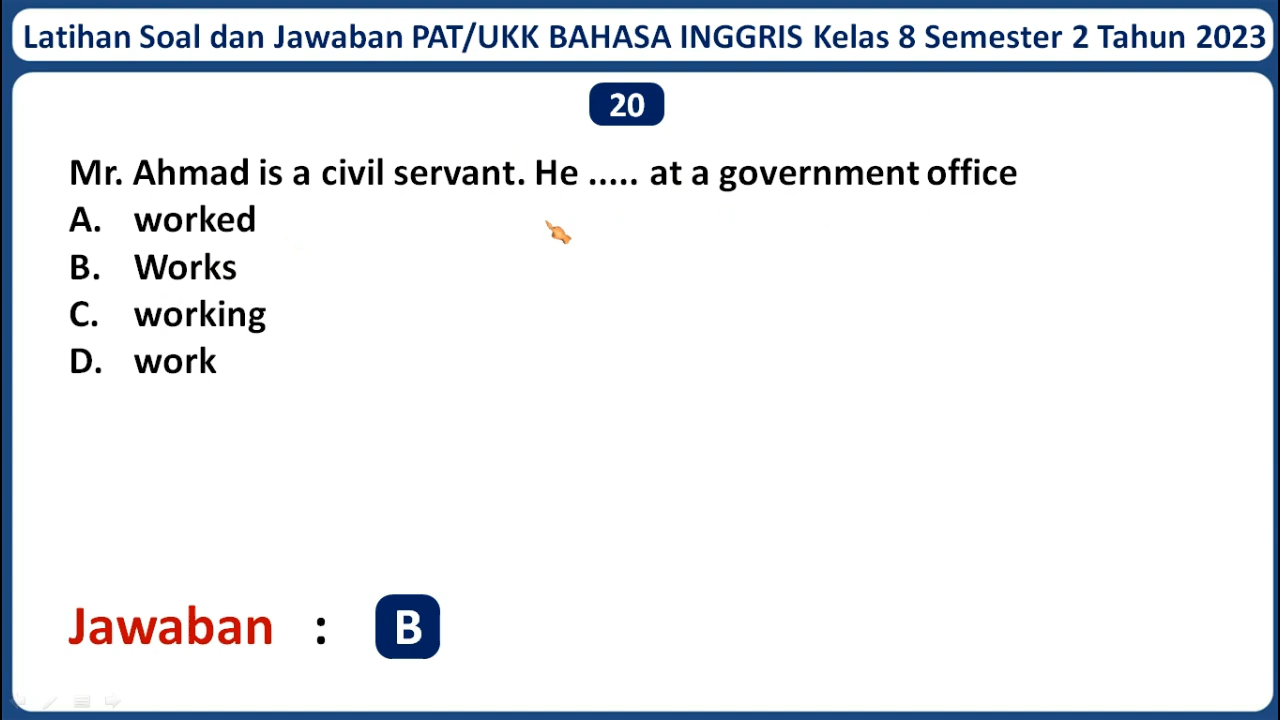 Latihan Soal dan Jawaban PAT/UKK BAHASA INGGRIS Kelas 8 Semester 2 Tahun 2023
20
Mr. Ahmad is a civil servant. He ..... at a government office
A. worked
B. Works
C. working
D. work
Jawaban : B